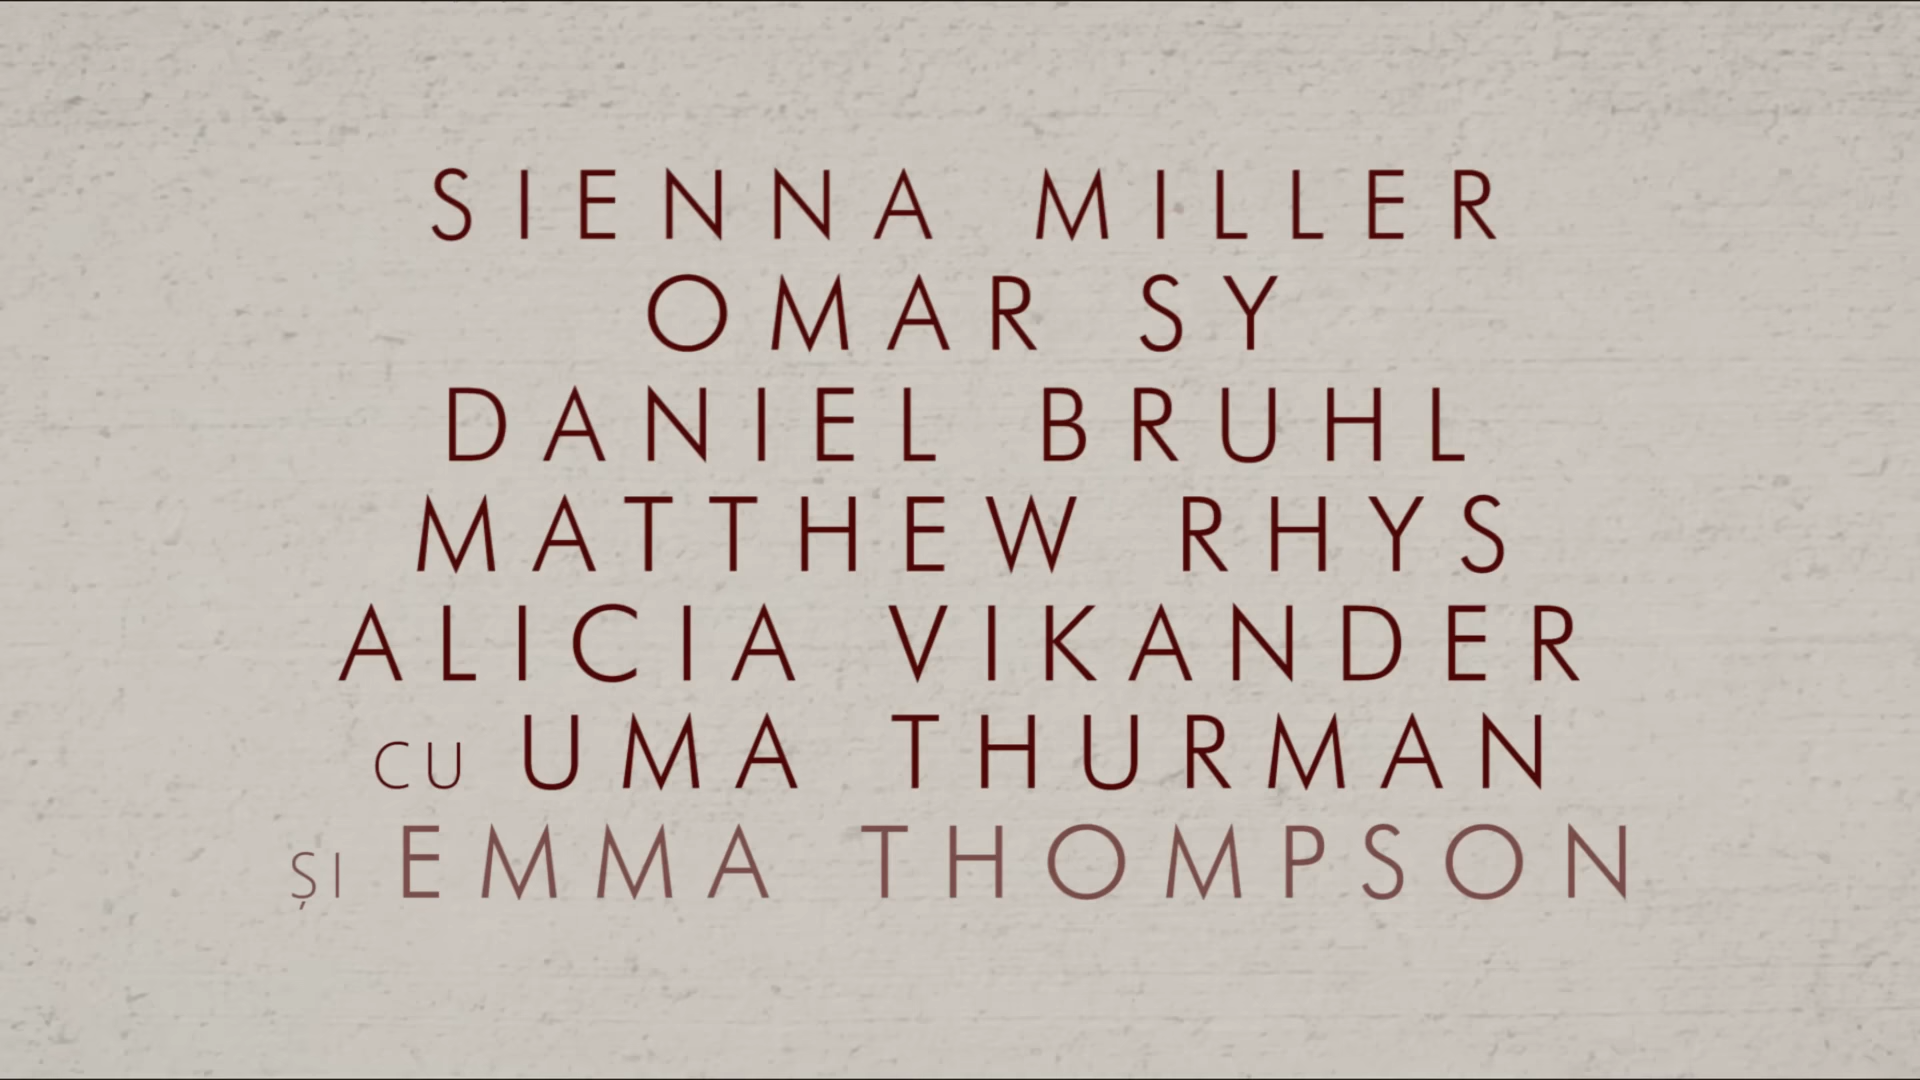 SIENNA MILLER
OMAR SY
DANIEL BRUHL
MATTHEW RHYS
ALICIA VIKANDER
CU UMA THURMAN
ȘI EMMA THOMPSON